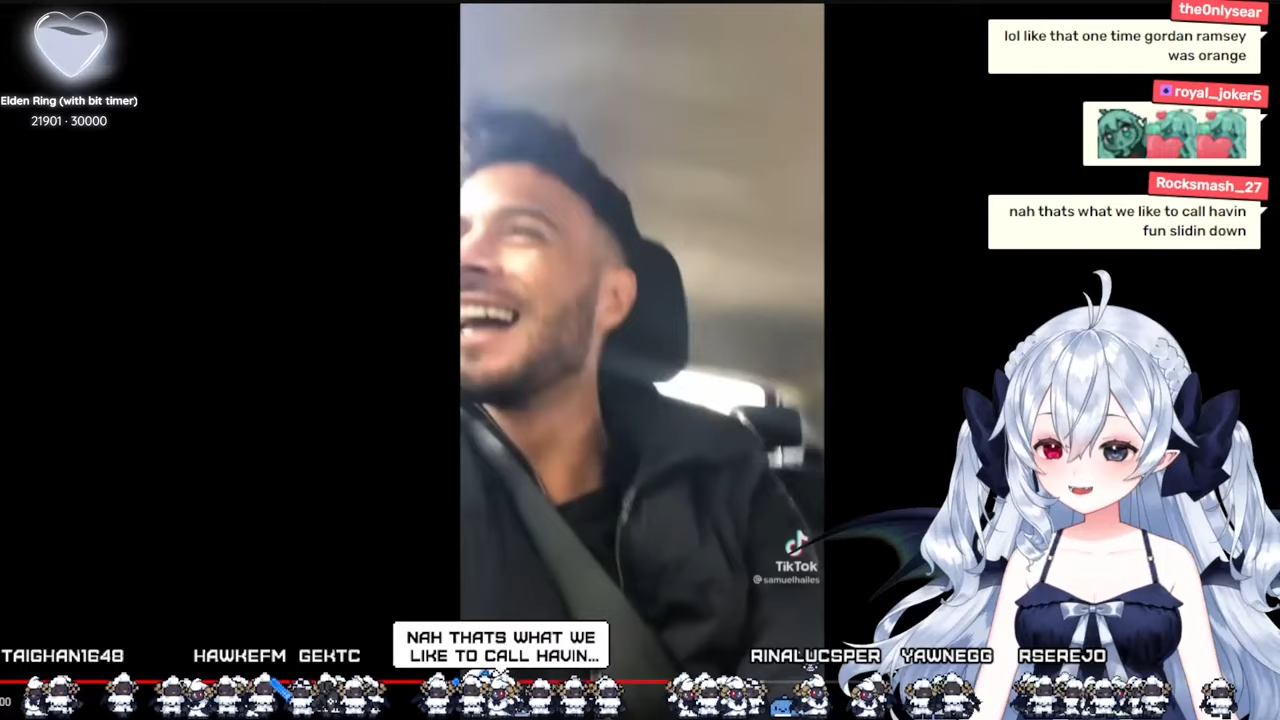 the0nlysear
lol like that one time gordan ramsey
was orange
royal_joker5
Rocksmash_27
nah thats what we like to call havin
fun slidin down
Elden Ring (with bit timer)
21901 · 30000
TikTok
@samuelhailes
NAH THATS WHAT WE
LIKE TO CALL HAVIN...
TAIGHAN1648 HAWKEFM GEKTC RINALUCSPER YAWNEGG RSEREJO
00